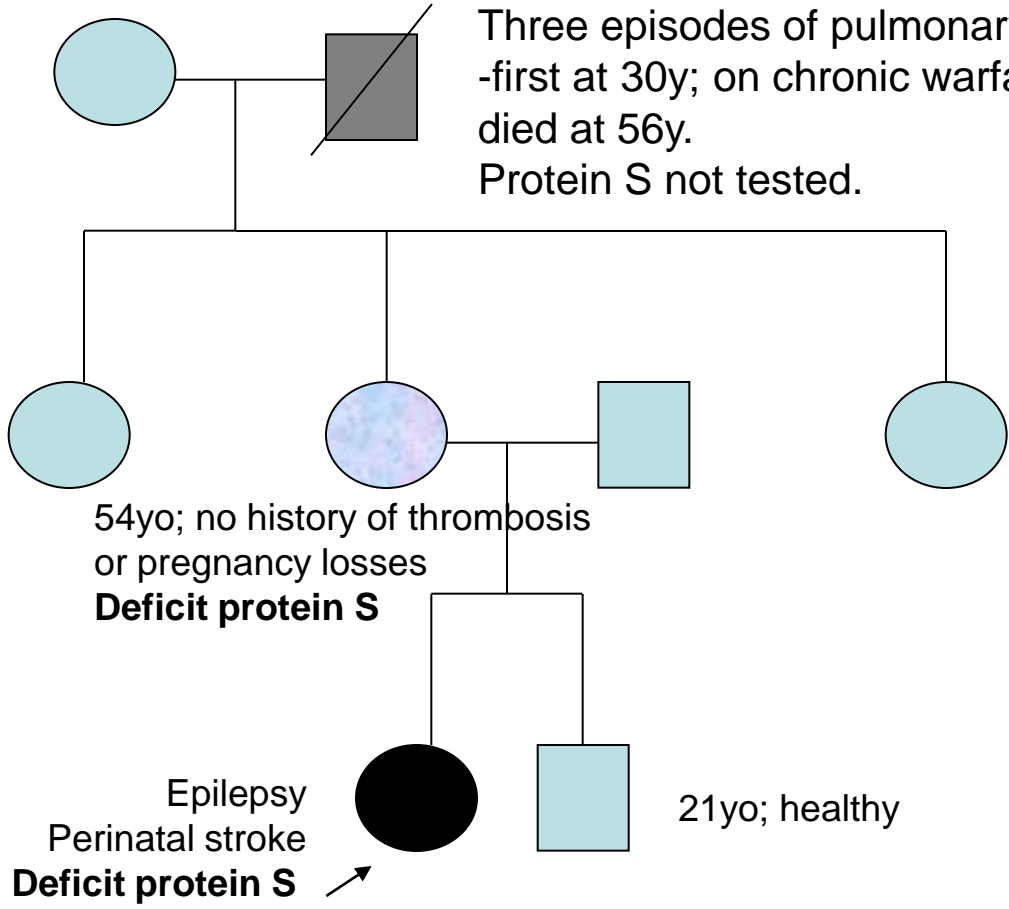 Three episodes of pulmonar
-first at 30y; on chronic warfa
died at 56y.
Protein S not tested.
54yo; no history of thrombosis
or pregnancy losses
Deficit protein S
Epilepsy
Perinatal stroke
Deficit protein S
21yo; healthy